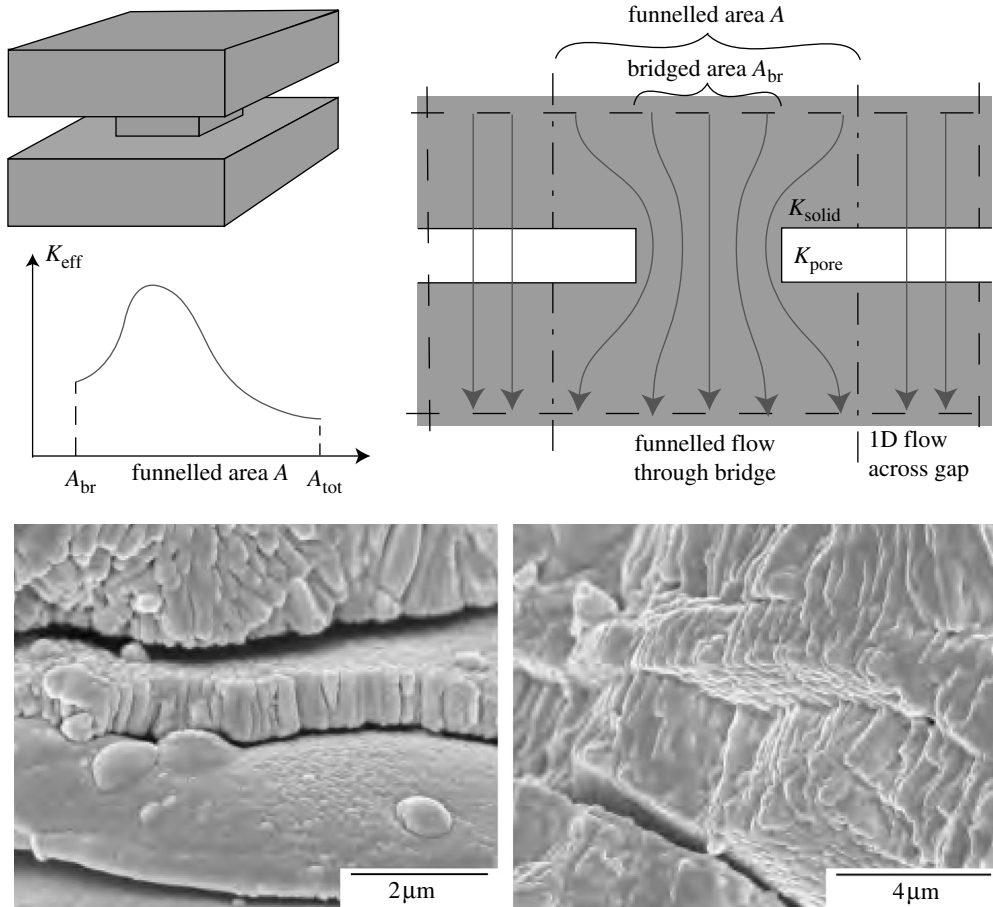 funnelled area A
bridged area A_br
K_solid
K_pore
K_eff
A_br
funnelled area A
A_tot
funnelled flow
through bridge
1D flow
across gap
2μm
4μm